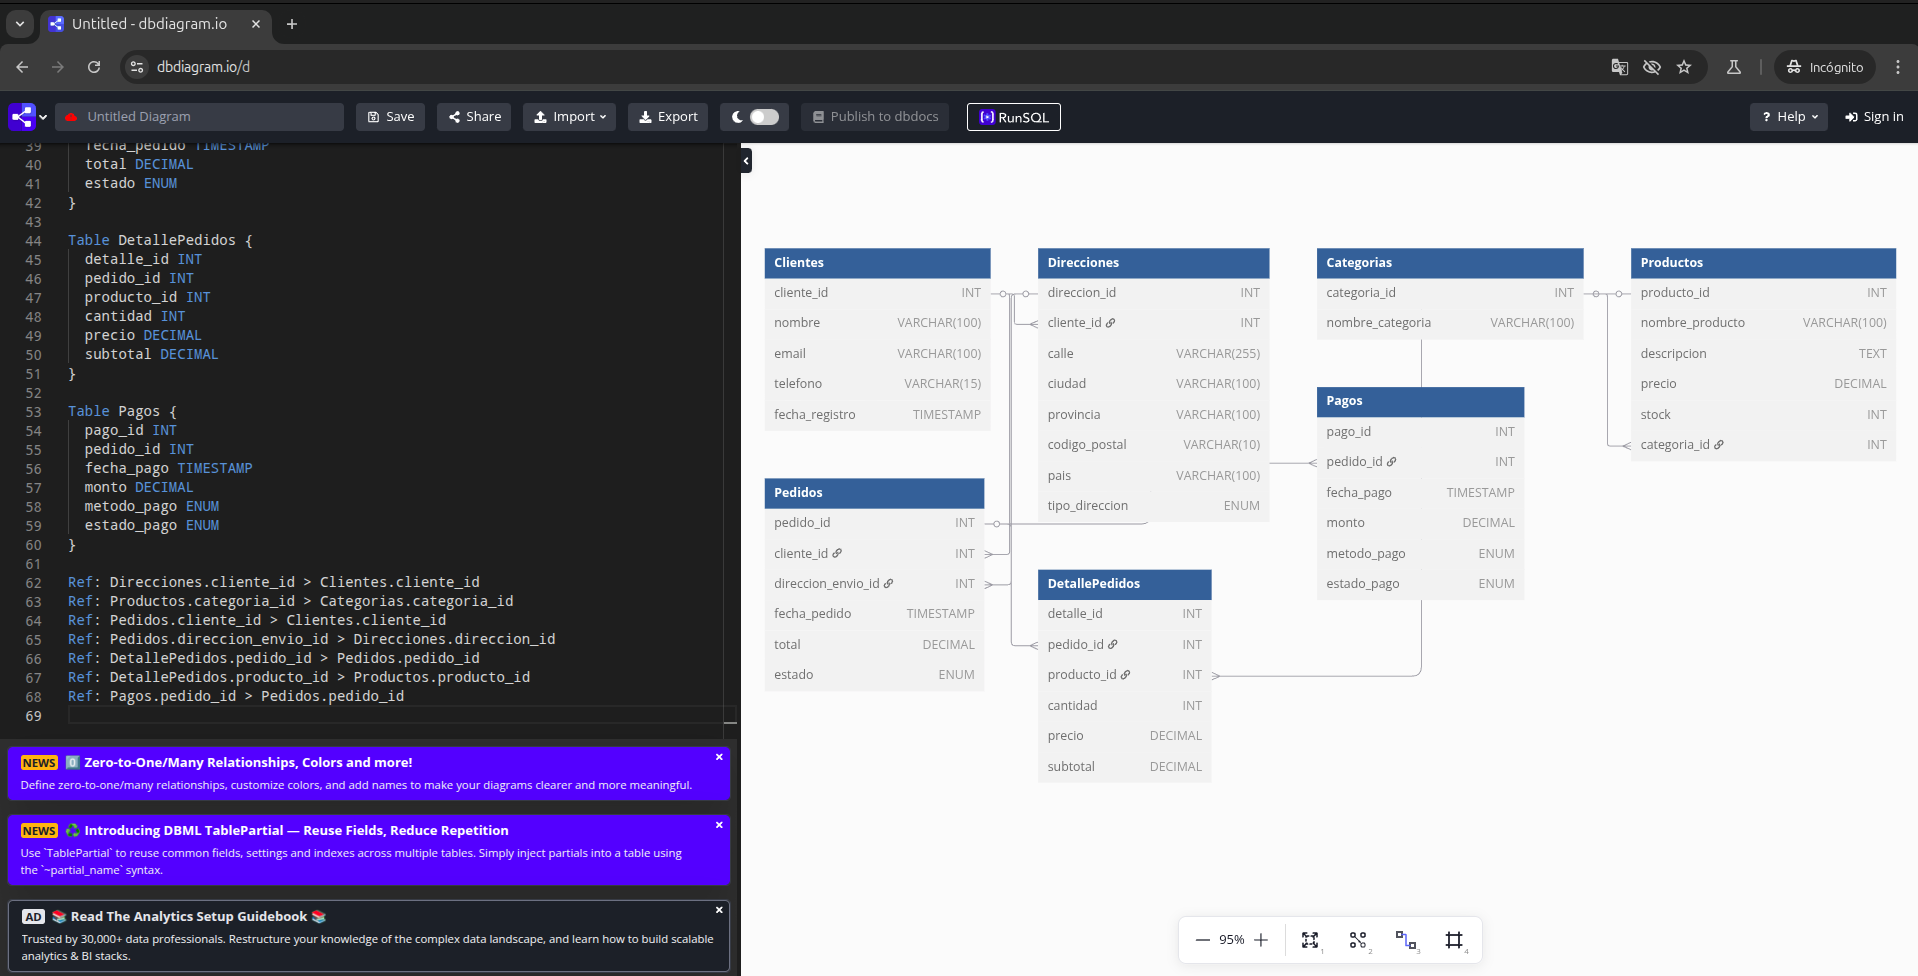 Untitled - dbdiagram.io
dbdiagram.io/d
Incógnito
Untitled Diagram
Save
Share
Import
Export
Publish to dbdocs
RunSQL
? Help
Sign in
39 fecha_pedido TIMESTAMP
40 total DECIMAL
41 estado ENUM
42 }
43
44 Table DetallePedidos {
45 detalle_id INT
46 pedido_id INT
47 producto_id INT
48 cantidad INT
49 precio DECIMAL
50 subtotal DECIMAL
51 }
52
53 Table Pagos {
54 pago_id INT
55 pedido_id INT
56 fecha_pago TIMESTAMP
57 monto DECIMAL
58 metodo_pago ENUM
59 estado_pago ENUM
60 }
61
62 Ref: Direcciones.cliente_id > Clientes.cliente_id
63 Ref: Productos.categoria_id > Categorias.categoria_id
64 Ref: Pedidos.cliente_id > Clientes.cliente_id
65 Ref: Pedidos.direccion_envio_id > Direcciones.direccion_id
66 Ref: DetallePedidos.pedido_id > Pedidos.pedido_id
67 Ref: DetallePedidos.producto_id > Productos.producto_id
68 Ref: Pagos.pedido_id > Pedidos.pedido_id
69
NEWS 0️⃣ Zero-to-One/Many Relationships, Colors and more!
Define zero-to-one/many relationships, customize colors, and add names to make your diagrams clearer and more meaningful.
NEWS ♻️ Introducing DBML TablePartial — Reuse Fields, Reduce Repetition
Use `TablePartial` to reuse common fields, settings and indexes across multiple tables. Simply inject partials into a table using
the `~partial_name` syntax.
AD 📚 Read The Analytics Setup Guidebook 📚
Trusted by 30,000+ data professionals. Restructure your knowledge of the complex data landscape, and learn how to build scalable
analytics & BI stacks.
Clientes
cliente_id INT
nombre VARCHAR(100)
email VARCHAR(100)
telefono VARCHAR(15)
fecha_registro TIMESTAMP
Pedidos
pedido_id INT
cliente_id INT
direccion_envio_id INT
fecha_pedido TIMESTAMP
total DECIMAL
estado ENUM
Direcciones
direccion_id INT
cliente_id INT
calle VARCHAR(255)
ciudad VARCHAR(100)
provincia VARCHAR(100)
codigo_postal VARCHAR(10)
pais VARCHAR(100)
tipo_direccion ENUM
DetallePedidos
detalle_id INT
pedido_id INT
producto_id INT
cantidad INT
precio DECIMAL
subtotal DECIMAL
Categorias
categoria_id INT
nombre_categoria VARCHAR(100)
Pagos
pago_id INT
pedido_id INT
fecha_pago TIMESTAMP
monto DECIMAL
metodo_pago ENUM
estado_pago ENUM
Productos
producto_id INT
nombre_producto VARCHAR(100)
descripcion TEXT
precio DECIMAL
stock INT
categoria_id INT
95%
1
2
3
4